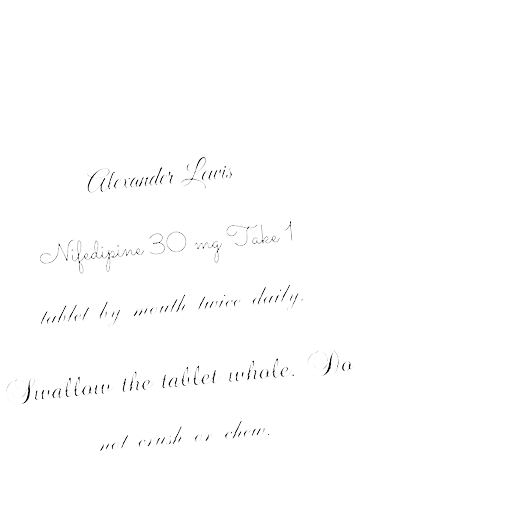 Alexander Lewis
Nifedipine 30 mg Take 1
tablet by mouth twice daily.
Swallow the tablet whole. Do
not crush or chew.